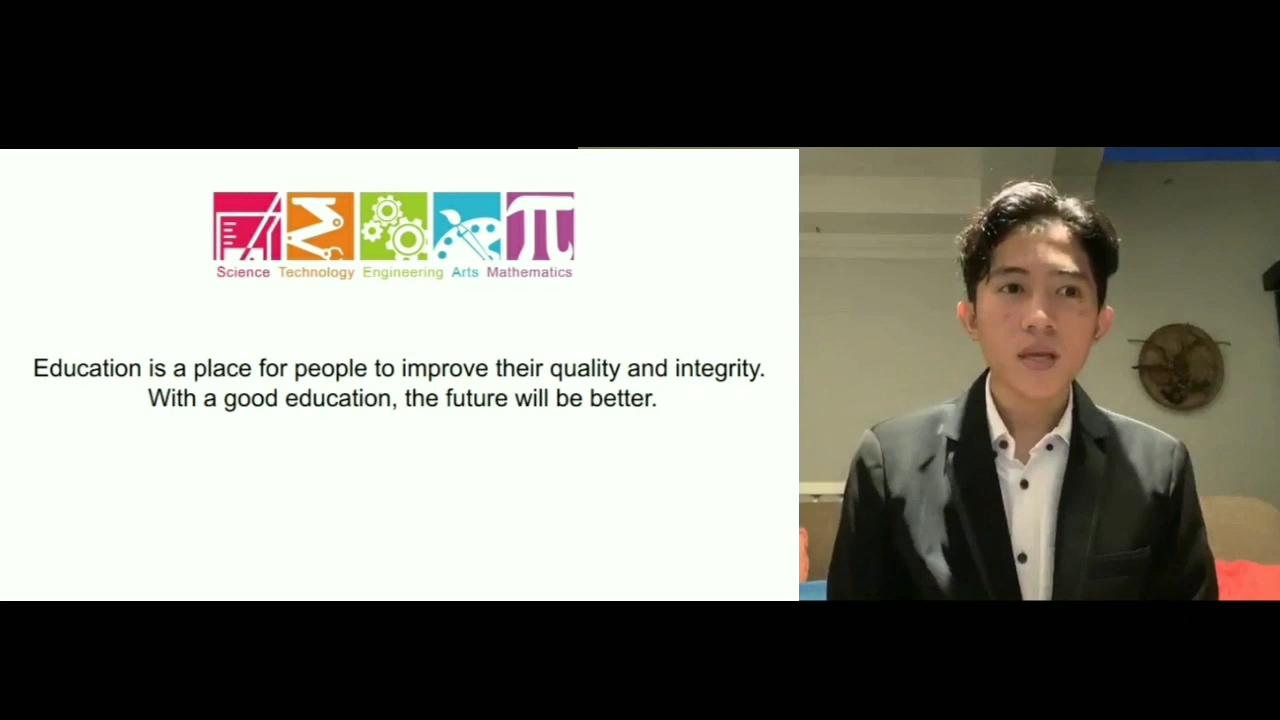 Science Technology Engineering Arts Mathematics
Education is a place for people to improve their quality and integrity.
With a good education, the future will be better.